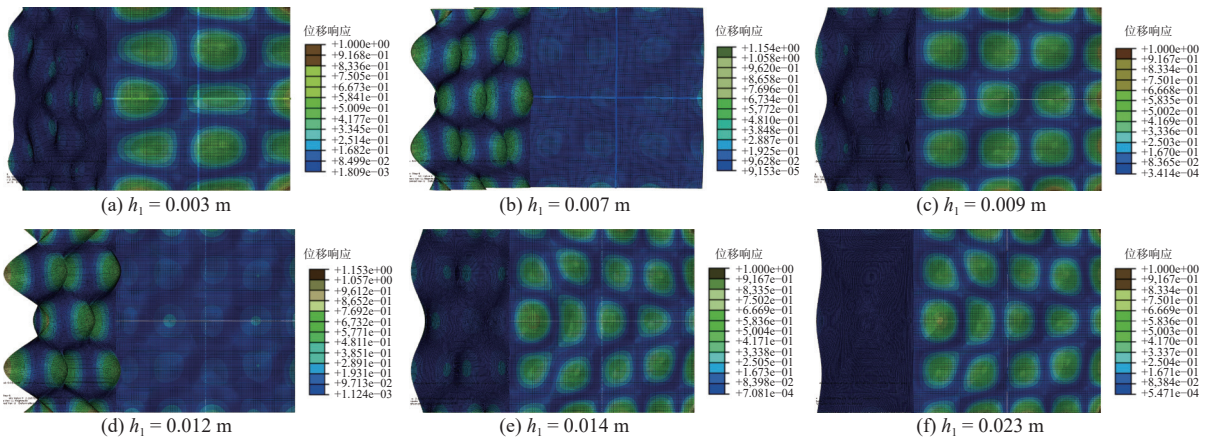 位移响应
+1.000e+00
+9.168e−01
+8.336e−01
+7.505e−01
+6.673e−01
+5.841e−01
+5.009e−01
+4.177e−01
+3.345e−01
+2.514e−01
+1.682e−01
+8.499e−02
+1.809e−03
(a) h₁ = 0.003 m
位移响应
+1.154e+00
+1.058e+00
+9.620e−01
+8.658e−01
+7.696e−01
+6.734e−01
+5.772e−01
+4.810e−01
+3.848e−01
+2.887e−01
+1.925e−01
+9.628e−02
+9,153e−05
(b) h₁ = 0.007 m
位移响应
+1.000e+00
+9.167e−01
+8.334e−01
+7.501e−01
+6.668e−01
+5,835e−01
+5,002e−01
+4.169e−01
+3,336e−01
+2.503e−01
+1.670e−01
+8,365e−02
+3.414e−04
(c) h₁ = 0.009 m
位移响应
+1.153e+00
+1.057e+00
+9,612e−01
+8,652e−01
+7,692e−01
+6,732e−01
+5,771e−01
+4,811e−01
+3,851e−01
+2,891e−01
+1,931e−01
+9,713e−02
+1,124e−03
(d) h₁ = 0.012 m
位移响应
+1.000e+00
+9,167e−01
+8,335e−01
+7,502e−01
+6,669e−01
+5,836e−01
+5,004e−01
+4,171e−01
+3,338e−01
+2,505e−01
+1,673e−01
+8,398e−02
+7,081e−04
(e) h₁ = 0.014 m
位移响应
+1.000e+00
+9,167e−01
+8,334e−01
+7,501e−01
+6,669e−01
+5,836e−01
+5,003e−01
+4,170e−01
+3,337e−01
+2,504e−01
+1,671e−01
+8,384e−02
+5,471e−04
(f) h₁ = 0.023 m